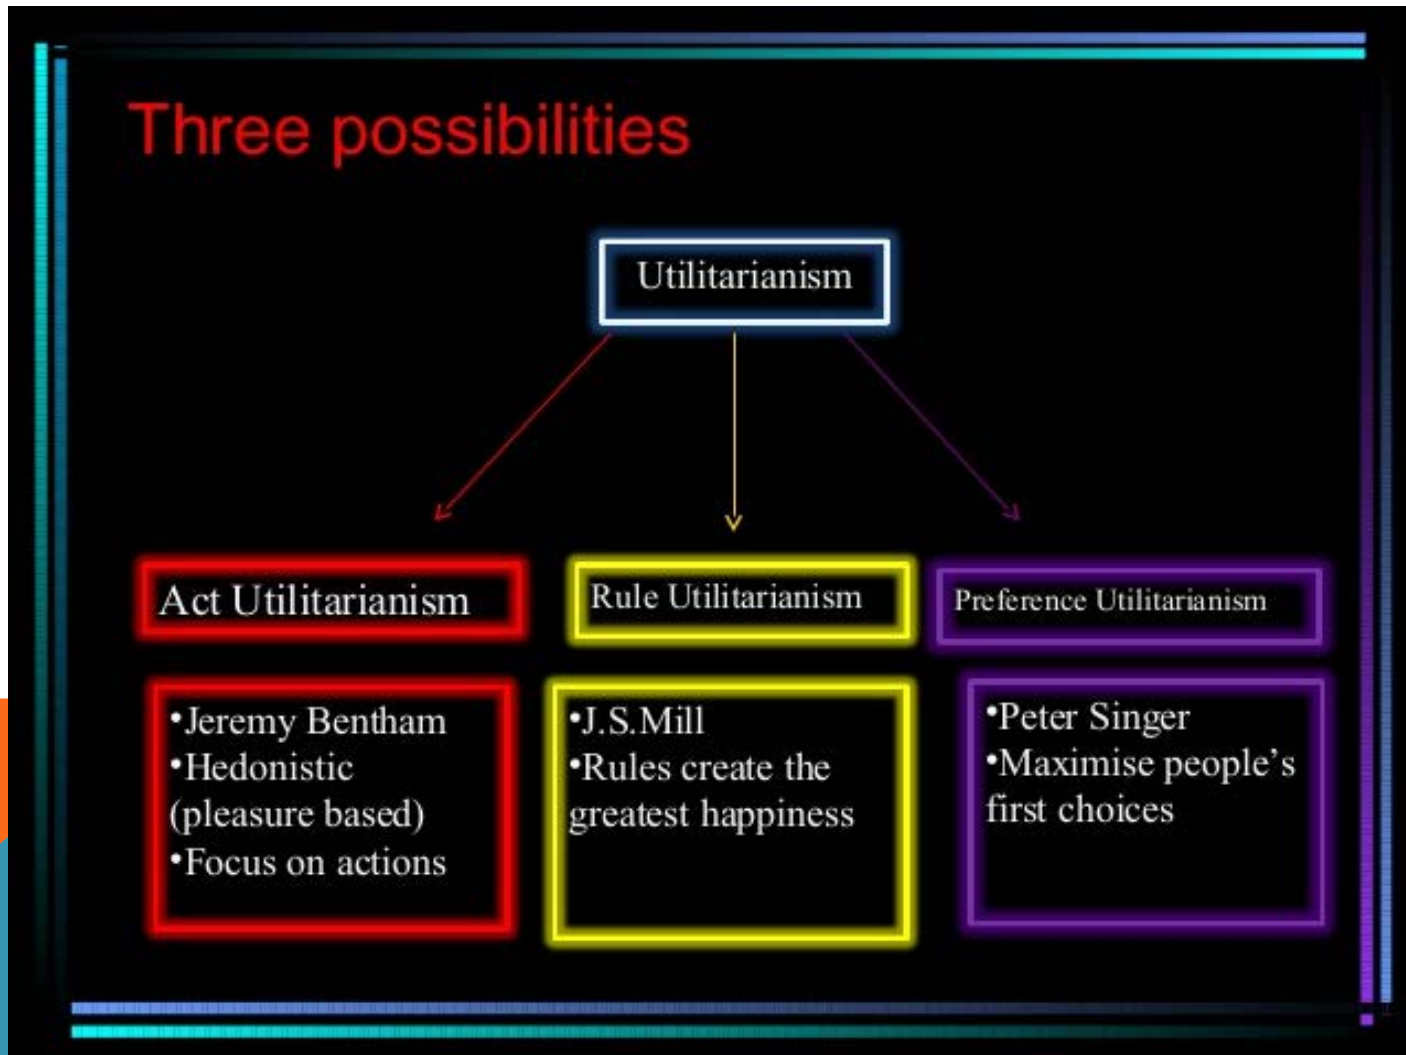 Three possibilities
Utilitarianism
Act Utilitarianism
Rule Utilitarianism
Preference Utilitarianism
•Jeremy Bentham
•Hedonistic
(pleasure based)
•Focus on actions
•J.S.Mill
•Rules create the
greatest happiness
•Peter Singer
•Maximise people’s
first choices